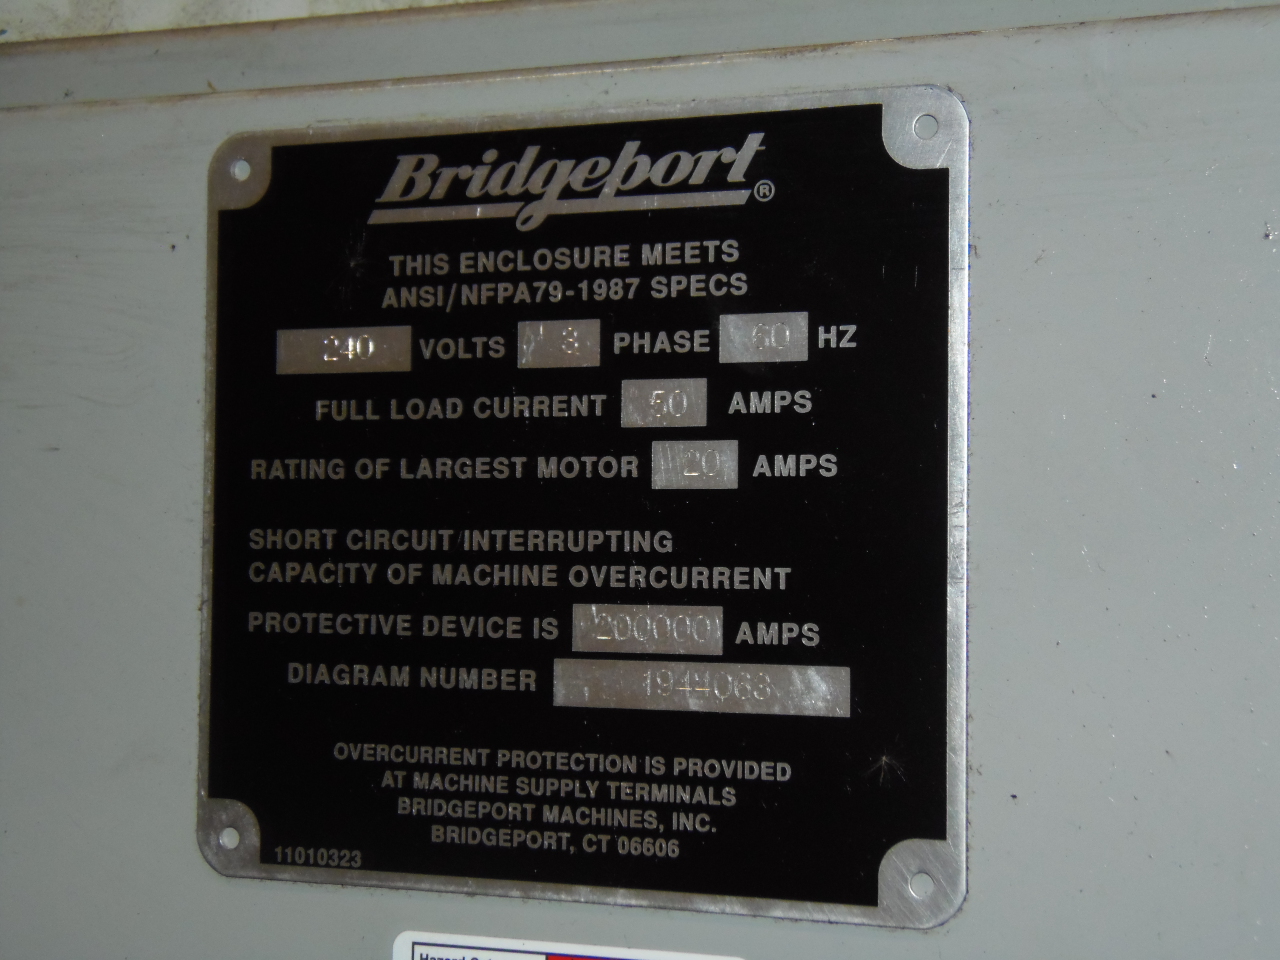 Bridgeport®
THIS ENCLOSURE MEETS
ANSI/NFPA79-1987 SPECS
240 VOLTS 3 PHASE 60 HZ
FULL LOAD CURRENT 50 AMPS
RATING OF LARGEST MOTOR 20 AMPS
SHORT CIRCUIT INTERRUPTING
CAPACITY OF MACHINE OVERCURRENT
PROTECTIVE DEVICE IS 200000 AMPS
DIAGRAM NUMBER 1944063
OVERCURRENT PROTECTION IS PROVIDED
AT MACHINE SUPPLY TERMINALS
BRIDGEPORT MACHINES, INC.
BRIDGEPORT, CT 06606
11010323